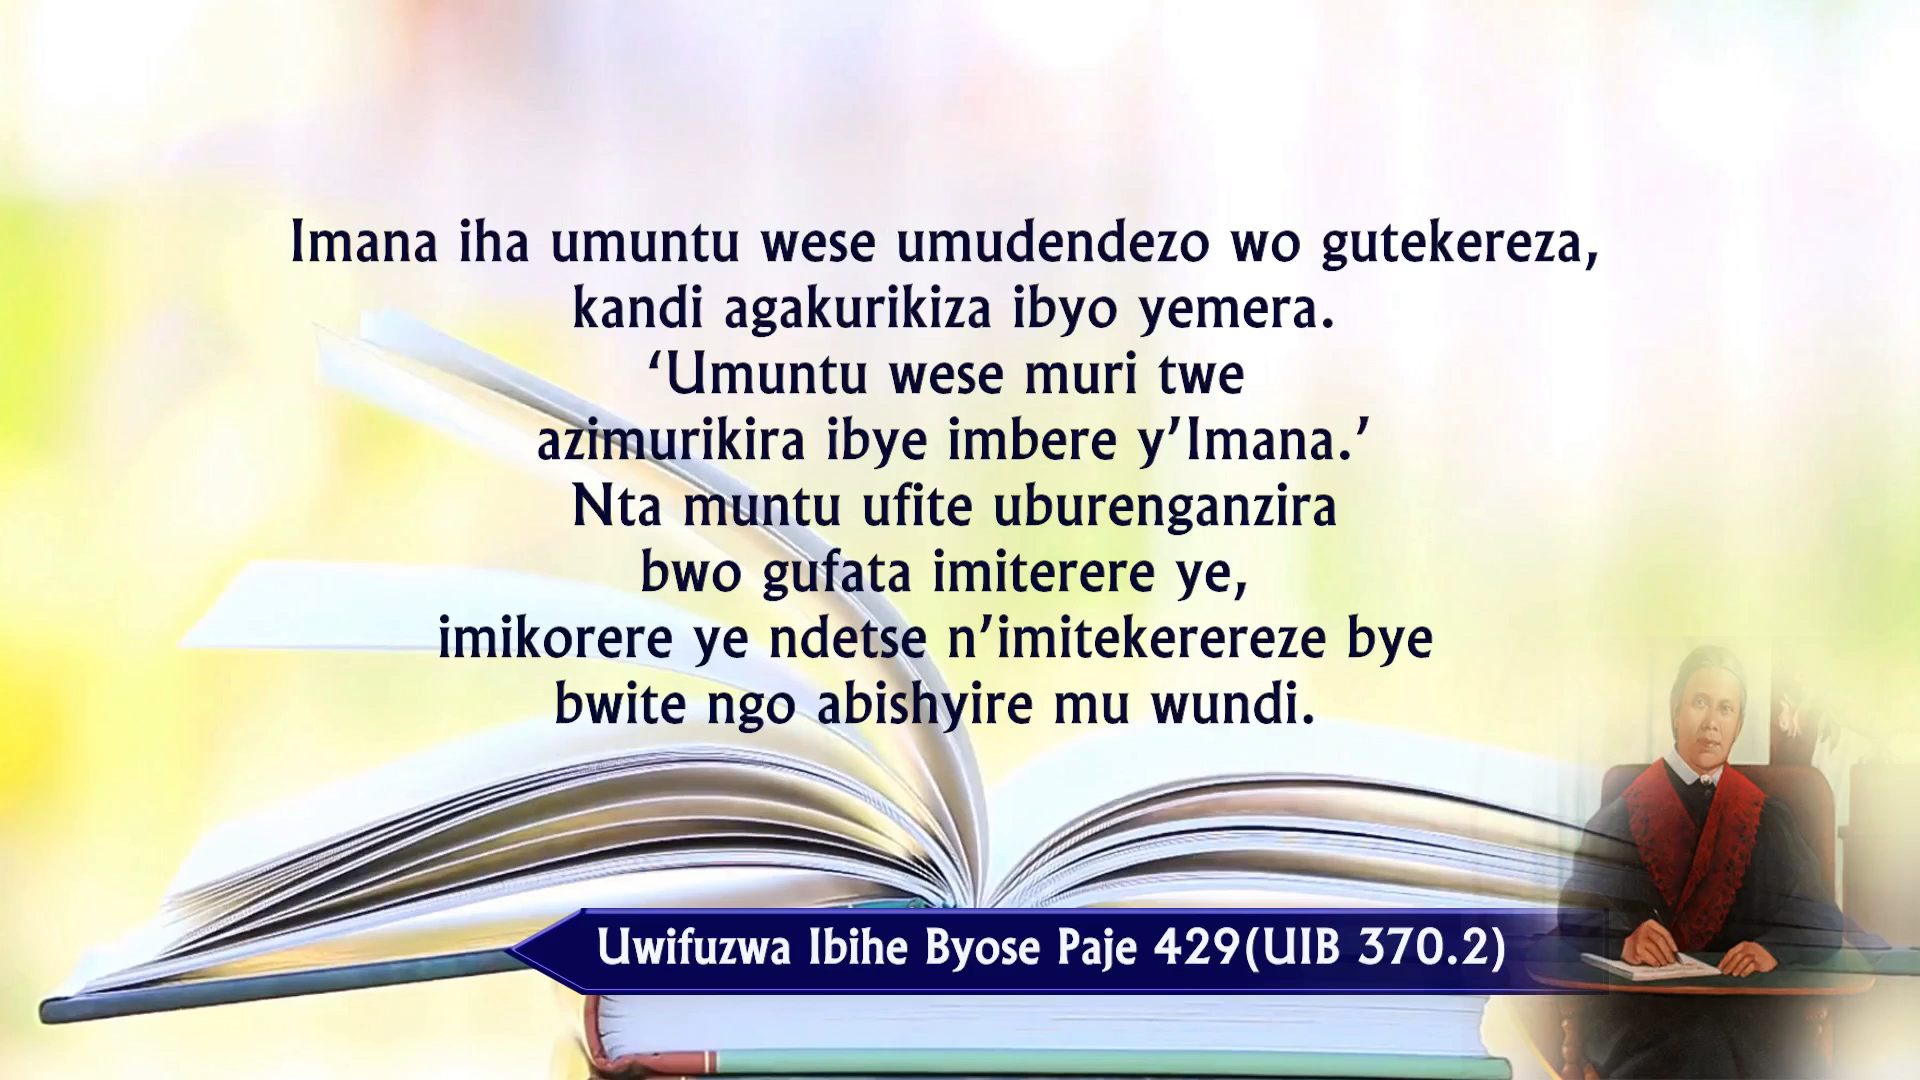 Imana iha umuntu wese umudendezo wo gutekereza,
kandi agakurikiza ibyo yemera.
‘Umuntu wese muri twe
azimurikira ibye imbere y’Imana.’
Nta muntu ufite uburenganzira
bwo gufata imiterere ye,
imikorere ye ndetse n’imitekerereze bye
bwite ngo abishyire mu wundi.
Uwifuzwa Ibihe Byose Paje 429(UIB 370.2)